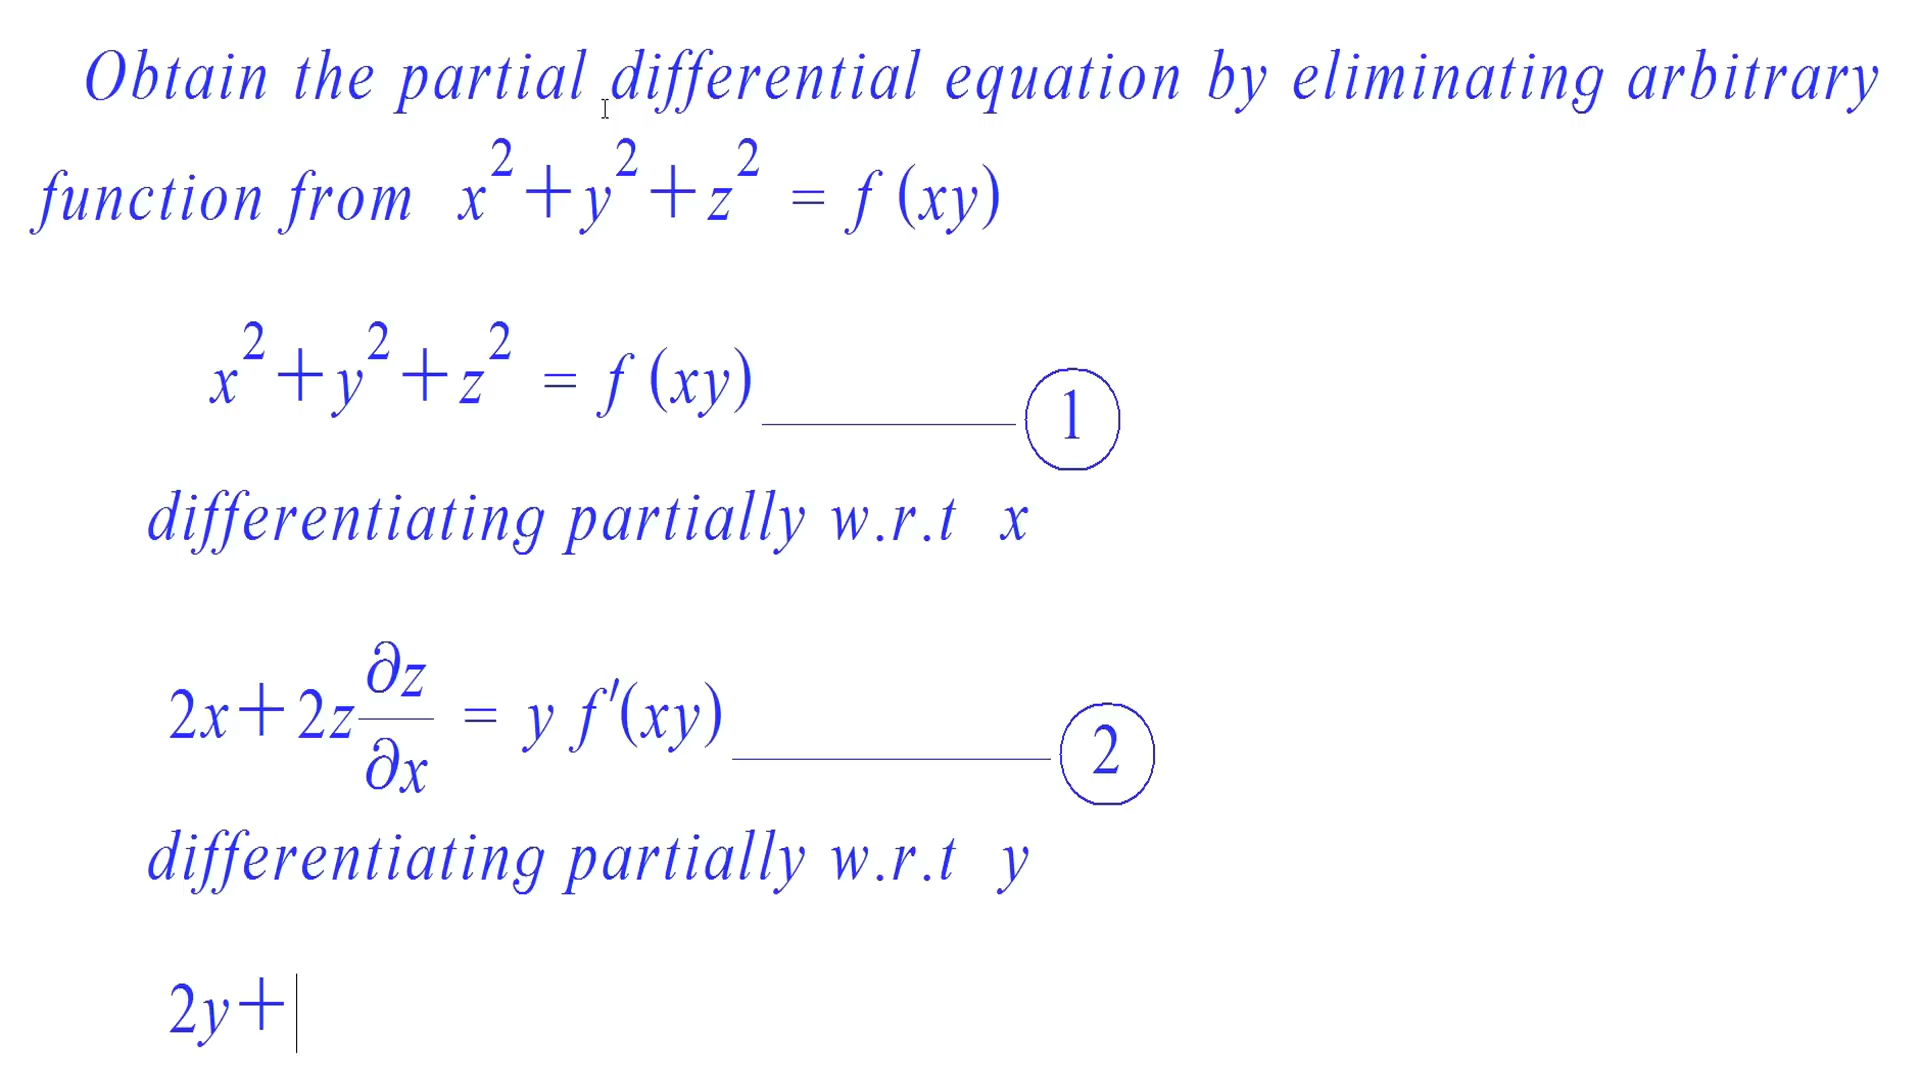 Obtain the partial differential equation by eliminating arbitrary
function from x² + y² + z² = f (xy)
x² + y² + z² = f (xy) ① 
differentiating partially w.r.t x
2x + 2z ∂z/∂x = y f′(xy) ②
differentiating partially w.r.t y
2y +